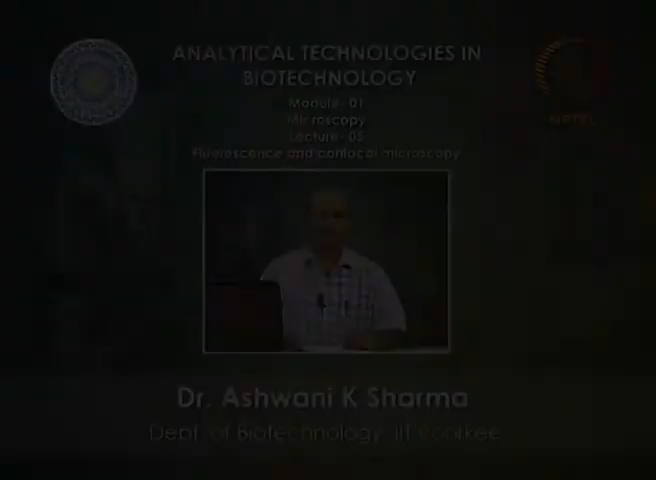 ANALYTICAL TECHNOLOGIES IN
BIOTECHNOLOGY
Module-01
Microscopy
Lecture-05
Fluorescence and confocal microscopy
NPTEL
Dr. Ashwani K Sharma
Dept. of Biotechnology, IIT Roorkee